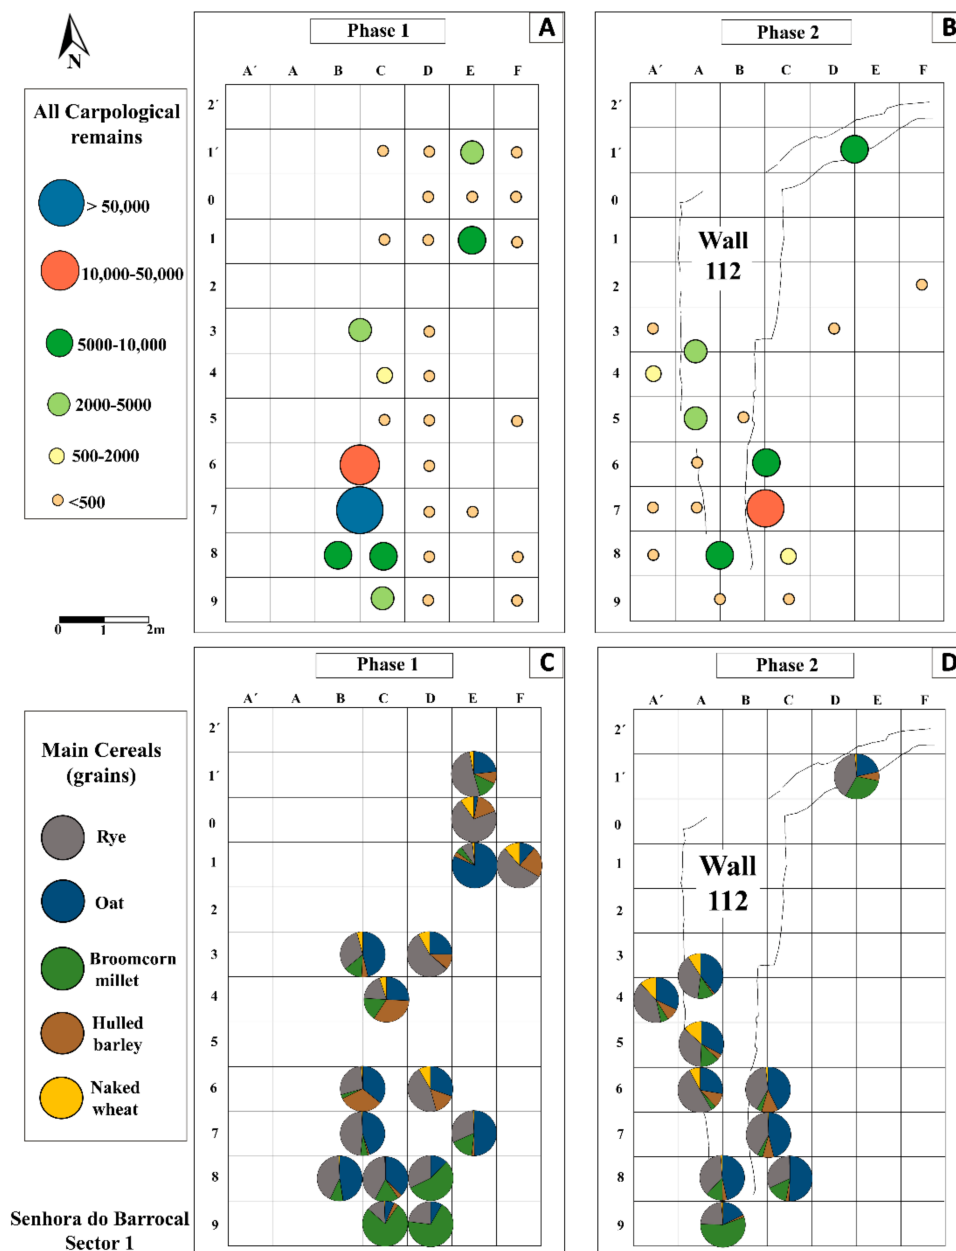 N
All Carpological
remains
> 50,000
10,000-50,000
5000-10,000
2000-5000
500-2000
<500
0 1 2m
Phase 1
A
A´ A B C D E F
2´
1´
0
1
2
3
4
5
6
7
8
9
Phase 2
B
A´ A B C D E F
2´
1´
0
1
2
3
4
5
6
7
8
9
Wall
112
Main Cereals
(grains)
Rye
Oat
Broomcorn
millet
Hulled
barley
Naked
wheat
Senhora do Barrocal
Sector 1
Phase 1
C
A´ A B C D E F
2´
1´
0
1
2
3
4
5
6
7
8
9
Phase 2
D
A´ A B C D E F
2´
1´
0
1
2
3
4
5
6
7
8
9
Wall
112